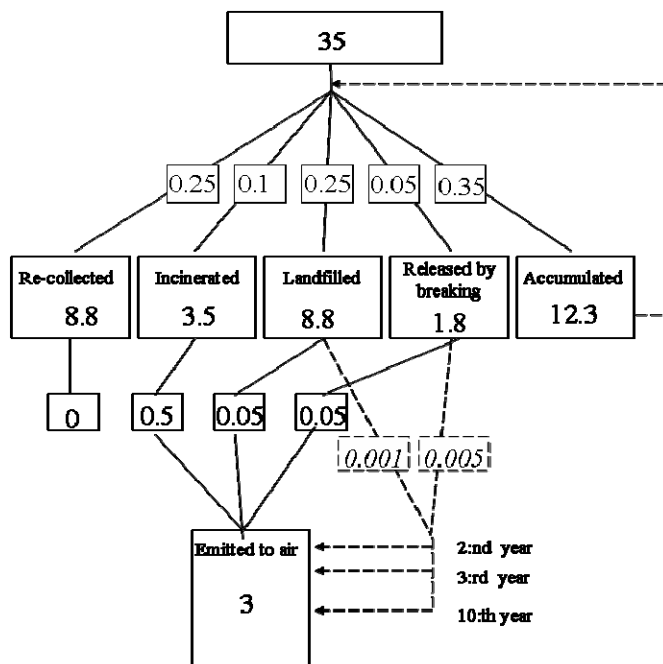 35
0.25
0.1
0.25
0.05
0.35
Re-collected
8.8
Incinerated
3.5
Landfilled
8.8
Released by
breaking
1.8
Accumulated
12.3
0
0.5
0.05
0.05
0.001
0.005
Emitted to air
3
2:nd year
3:rd year
10:th year